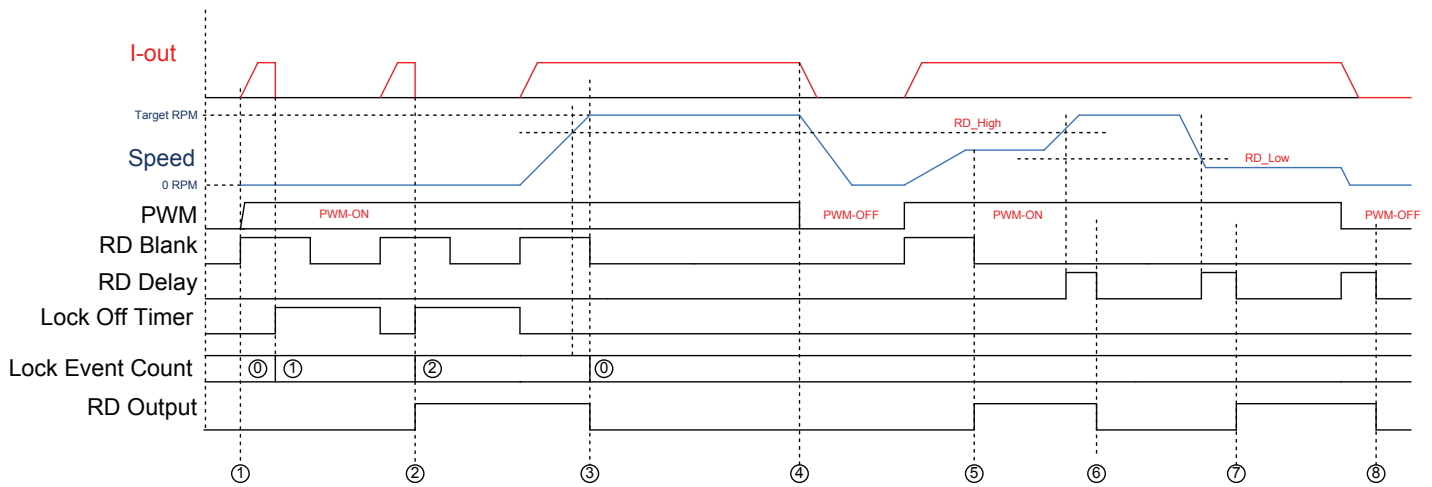 I-out
Target RPM
RD_High
Speed
RD_Low
0 RPM
PWM
PWM-ON
PWM-OFF
PWM-ON
PWM-OFF
RD Blank
RD Delay
Lock Off Timer
Lock Event Count
⓪ ① ② ⓪
RD Output
① ② ③ ④ ⑤ ⑥ ⑦ ⑧